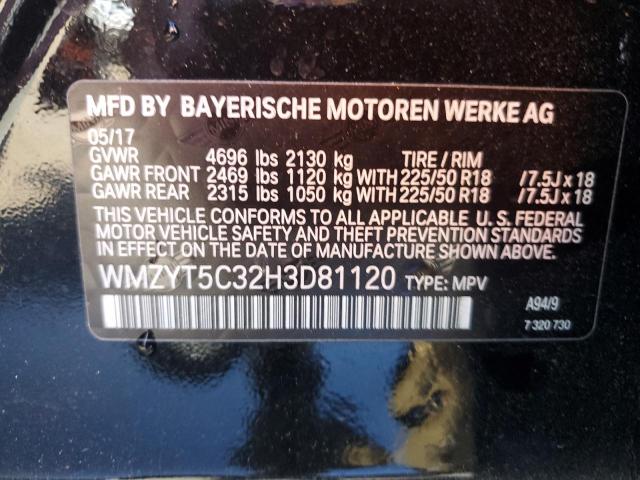 MFD BY BAYERISCHE MOTOREN WERKE AG
05/17
GVWR 4696 lbs 2130 kg TIRE / RIM
GAWR FRONT 2469 lbs 1120 kg WITH 225/50 R18 /7.5J x 18
GAWR REAR 2315 lbs 1050 kg WITH 225/50 R18 /7.5J x 18
THIS VEHICLE CONFORMS TO ALL APPLICABLE U. S. FEDERAL
MOTOR VEHICLE SAFETY AND THEFT PREVENTION STANDARDS
IN EFFECT ON THE DATE OF MANUFACTURE SHOWN ABOVE.
WMZYT5C32H3D81120 TYPE: MPV
A94/9
7 320 730